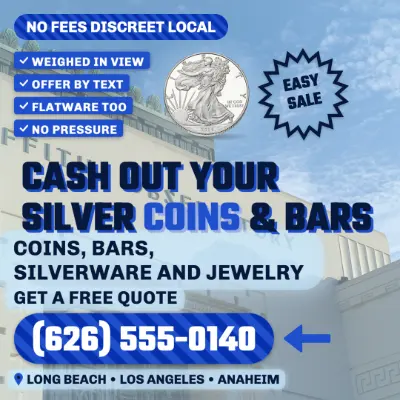 NO FEES DISCREET LOCAL
✓ WEIGHED IN VIEW
✓ OFFER BY TEXT
✓ FLATWARE TOO
✓ NO PRESSURE
EASY
SALE
CASH OUT YOUR
SILVER COINS & BARS
COINS, BARS,
SILVERWARE AND JEWELRY
GET A FREE QUOTE
(626) 555-0140
LONG BEACH • LOS ANGELES • ANAHEIM